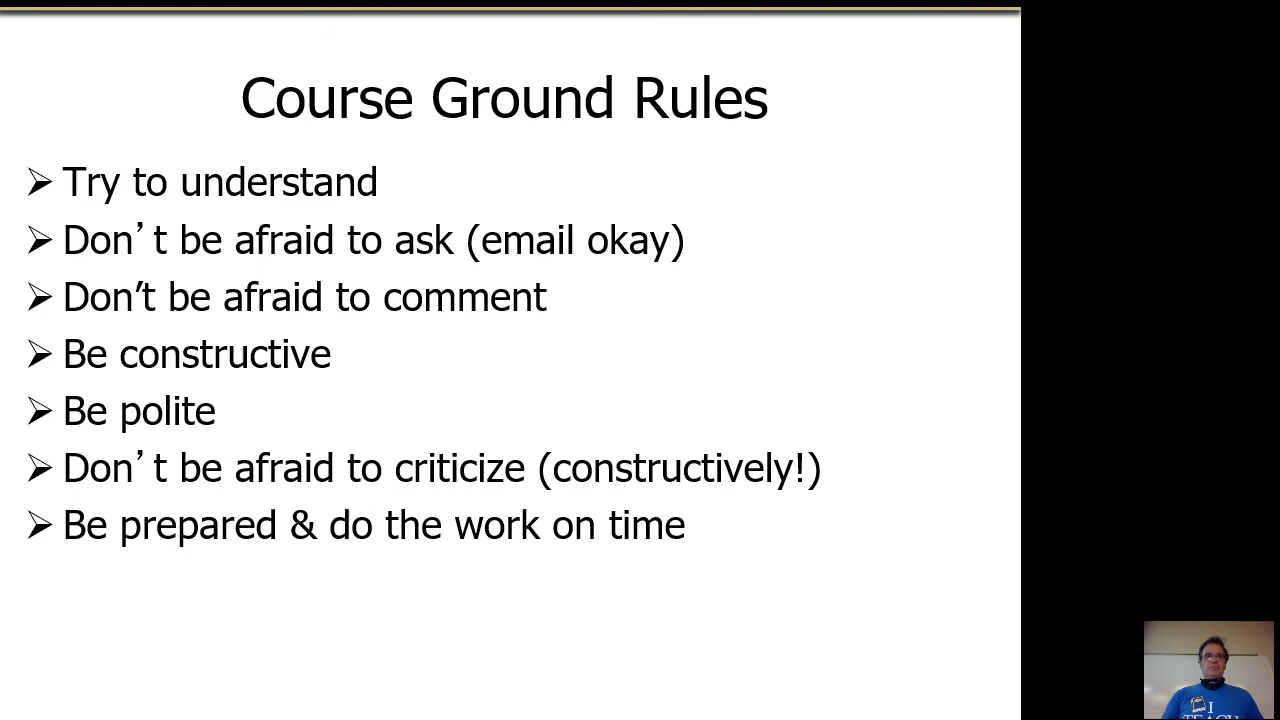 Course Ground Rules
➢ Try to understand
➢ Don’t be afraid to ask (email okay)
➢ Don’t be afraid to comment
➢ Be constructive
➢ Be polite
➢ Don’t be afraid to criticize (constructively!)
➢ Be prepared & do the work on time
I
TEACH